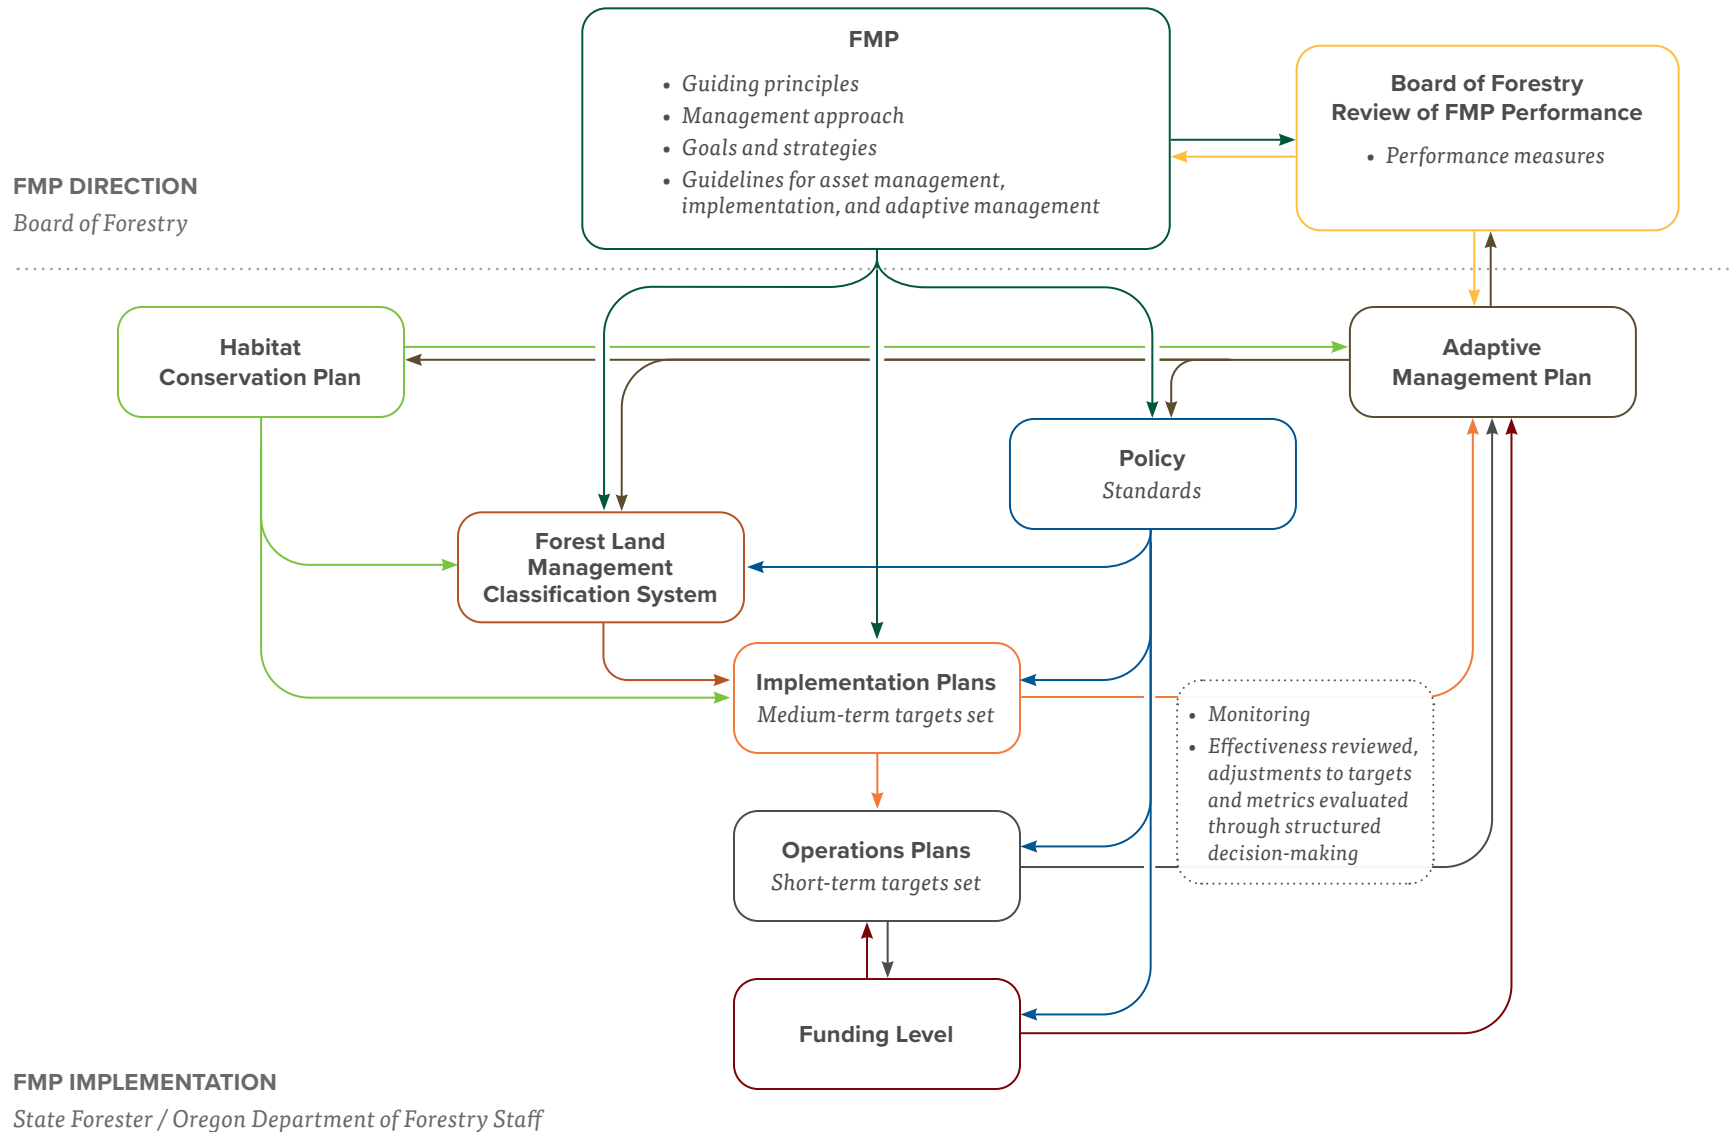 FMP
• Guiding principles
• Management approach
• Goals and strategies
• Guidelines for asset management,
implementation, and adaptive management
Board of Forestry
Review of FMP Performance
• Performance measures
FMP DIRECTION
Board of Forestry
Habitat
Conservation Plan
Adaptive
Management Plan
Policy
Standards
Forest Land
Management
Classification System
Implementation Plans
Medium-term targets set
• Monitoring
• Effectiveness reviewed,
adjustments to targets
and metrics evaluated
through structured
decision-making
Operations Plans
Short-term targets set
Funding Level
FMP IMPLEMENTATION
State Forester / Oregon Department of Forestry Staff